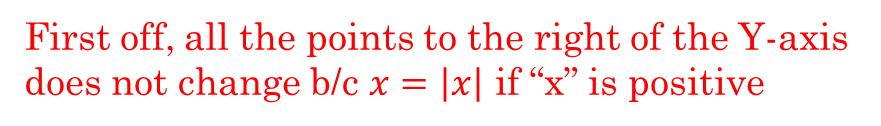 First off, all the points to the right of the Y-axis
does not change b/c x = |x| if “x” is positive